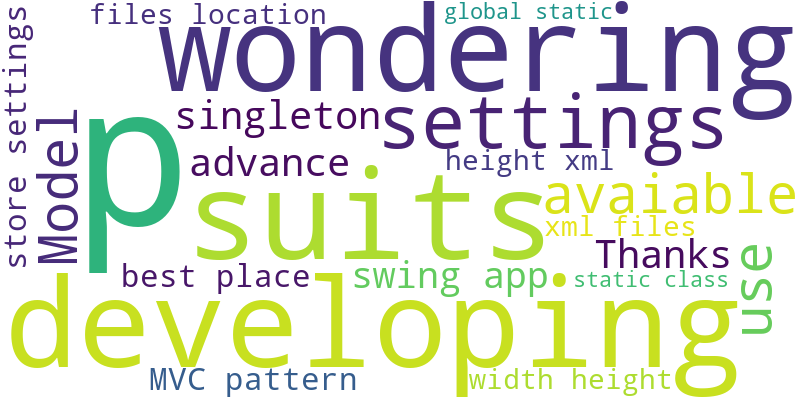 files location
global static
wondering
store settings
Model
p
singleton
settings
advance
height xml
suits
avaiable
xml files
Thanks
use
best place
swing app
static class
developing
MVC pattern
width height